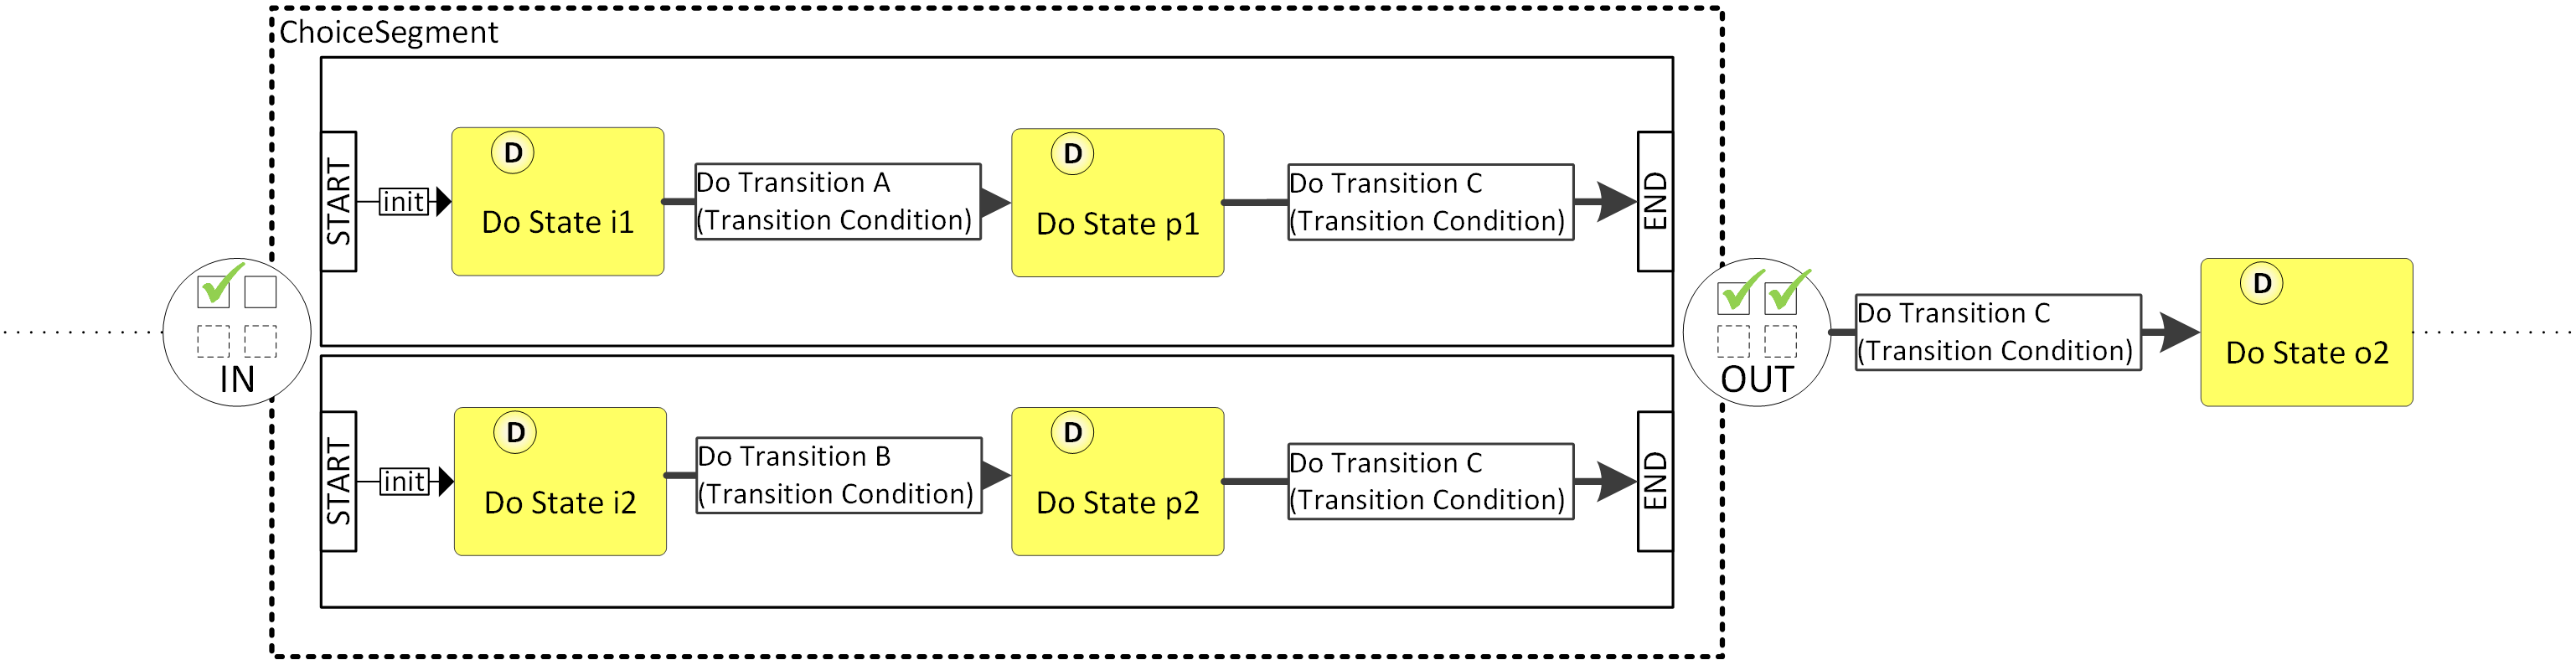 ChoiceSegment
START
init
D
Do State i1
Do Transition A
(Transition Condition)
D
Do State p1
Do Transition C
(Transition Condition)
END
IN
START
init
D
Do State i2
Do Transition B
(Transition Condition)
D
Do State p2
Do Transition C
(Transition Condition)
END
OUT
Do Transition C
(Transition Condition)
D
Do State o2